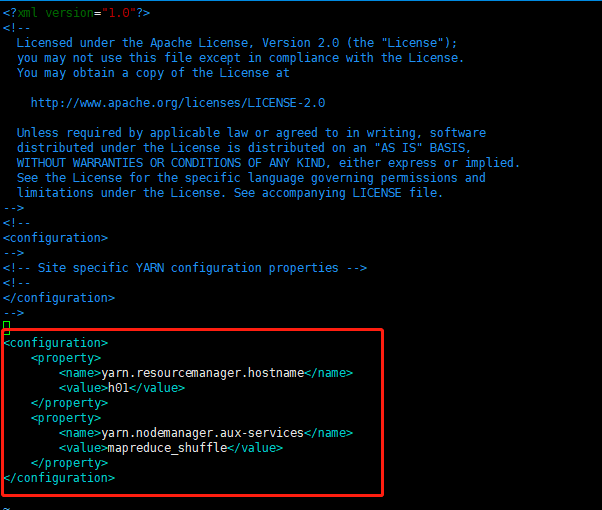 <?xml version="1.0"?>
<!--
  Licensed under the Apache License, Version 2.0 (the "License");
  you may not use this file except in compliance with the License.
  You may obtain a copy of the License at

    http://www.apache.org/licenses/LICENSE-2.0

  Unless required by applicable law or agreed to in writing, software
  distributed under the License is distributed on an "AS IS" BASIS,
  WITHOUT WARRANTIES OR CONDITIONS OF ANY KIND, either express or implied.
  See the License for the specific language governing permissions and
  limitations under the License. See accompanying LICENSE file.
-->
<!--
<configuration>
-->
<!-- Site specific YARN configuration properties -->
<!--
</configuration>
-->

<configuration>
    <property>
        <name>yarn.resourcemanager.hostname</name>
        <value>h01</value>
    </property>
    <property>
        <name>yarn.nodemanager.aux-services</name>
        <value>mapreduce_shuffle</value>
    </property>
</configuration>

~